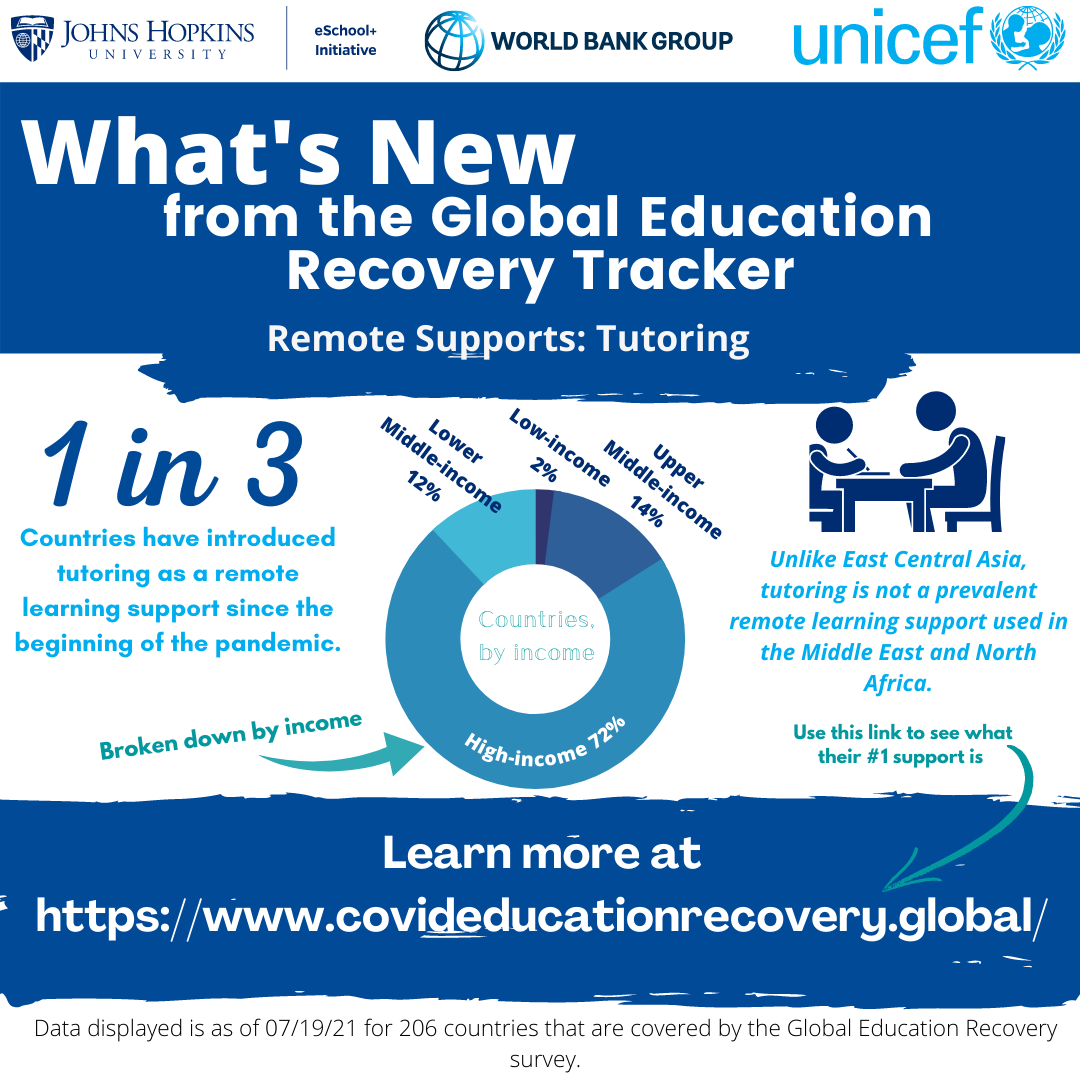 JOHNS HOPKINS
UNIVERSITY
eSchool+
Initiative
WORLD BANK GROUP
unicef
What's New
from the Global Education
Recovery Tracker
Remote Supports: Tutoring
1 in 3
Countries have introduced
tutoring as a remote
learning support since the
beginning of the pandemic.
Broken down by income
Lower
Middle-income
12%
Low-income
2%
Upper
Middle-income
14%
Countries,
by income
High-income 72%
Unlike East Central Asia,
tutoring is not a prevalent
remote learning support used in
the Middle East and North
Africa.
Use this link to see what
their #1 support is
Learn more at
https://www.covideducationrecovery.global/
Data displayed is as of 07/19/21 for 206 countries that are covered by the Global Education Recovery
survey.